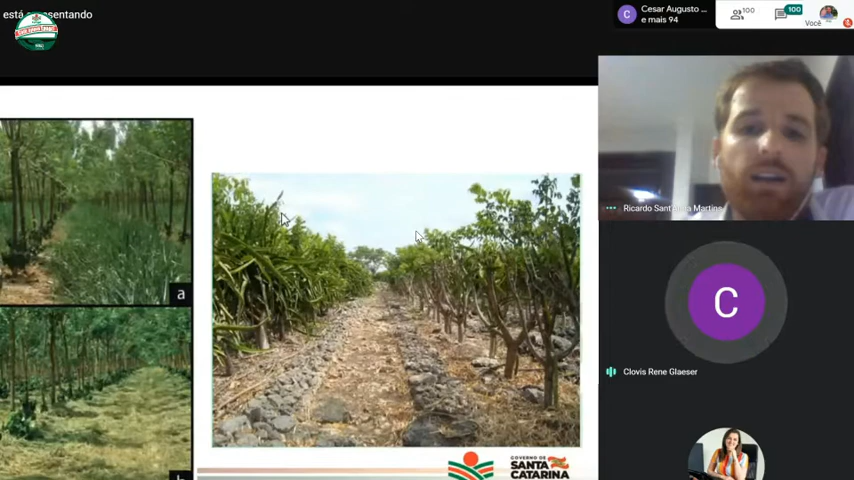 está apresentando
Cesar Augusto ...
e mais 94
100
100
Você
Ricardo Sant'Anna Martins
a
C
C
Clovis Rene Glaeser
b
GOVERNO DE
SANTA
CATARINA